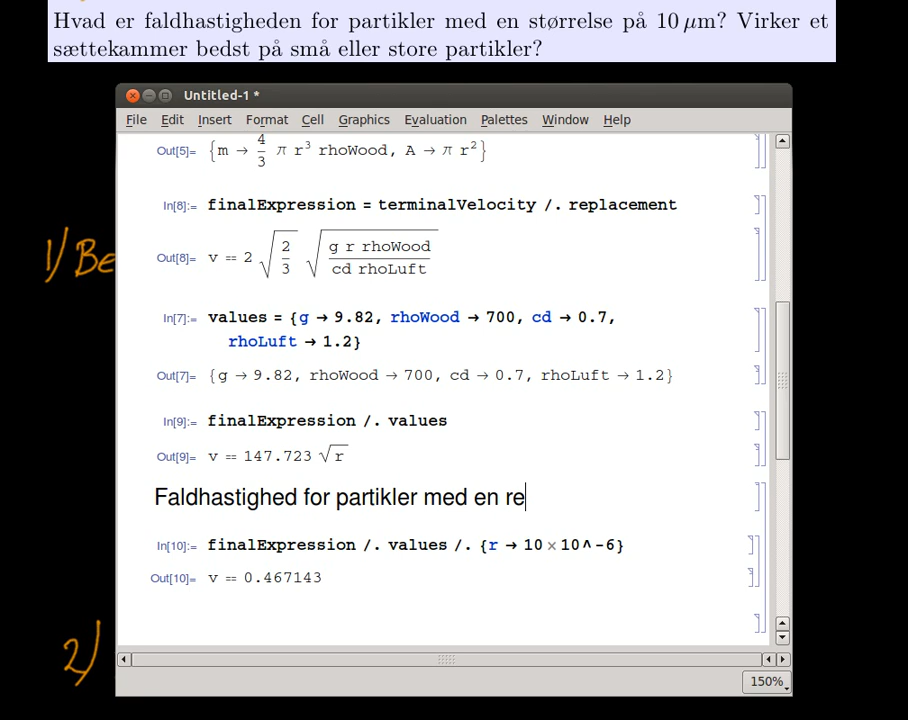 Hvad er faldhastigheden for partikler med en størrelse på 10 μm? Virker et
sættekammer bedst på små eller store partikler?
Untitled-1 *
File Edit Insert Format Cell Graphics Evaluation Palettes Window Help
Out[5]= {m → 4/3 π r³ rhoWood, A → π r²}
In[8]:= finalExpression = terminalVelocity /. replacement
Out[8]= v == 2 √(2/3) √(g r rhoWood / cd rhoLuft)
1) Be
In[7]:= values = {g → 9.82, rhoWood → 700, cd → 0.7,
rhoLuft → 1.2}
Out[7]= {g → 9.82, rhoWood → 700, cd → 0.7, rhoLuft → 1.2}
In[9]:= finalExpression /. values
Out[9]= v == 147.723 √r
Faldhastighed for partikler med en re
In[10]:= finalExpression /. values /. {r → 10 × 10^-6}
Out[10]= v == 0.467143
2)
150%